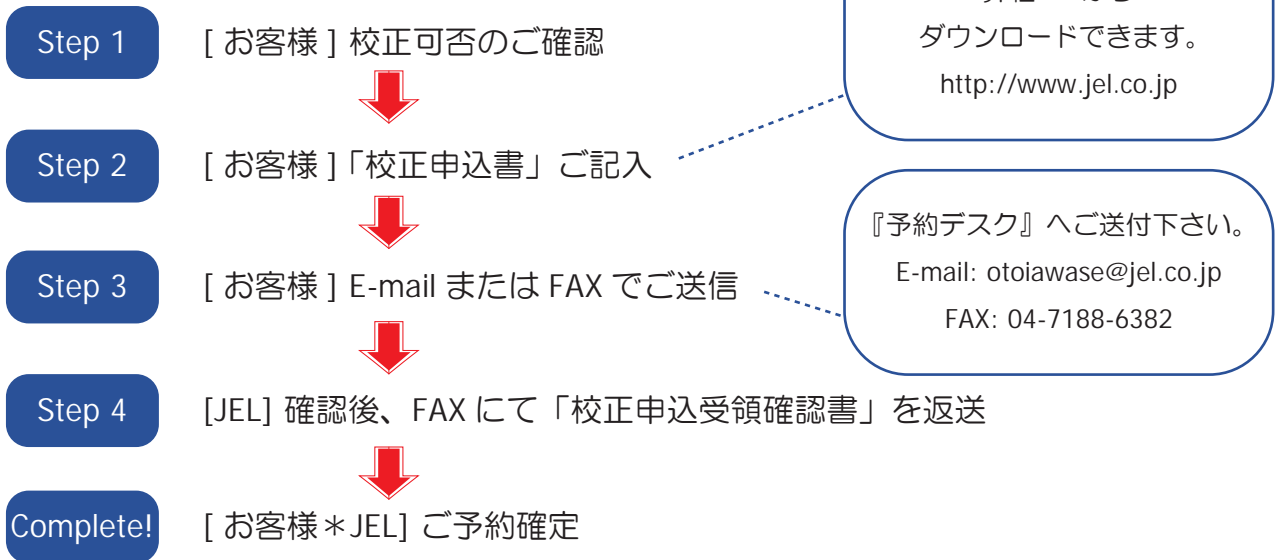 Step 1
[ お客様 ] 校正可否のご確認
ダウンロードできます。
http://www.jel.co.jp
Step 2
[ お客様 ]「校正申込書」ご記入
『予約デスク』へご送付下さい。
E-mail: otoiawase@jel.co.jp
FAX: 04-7188-6382
Step 3
[ お客様 ] E-mail または FAX でご送信
Step 4
[JEL] 確認後、FAX にて「校正申込受領確認書」を返送
Complete!
[ お客様＊JEL] ご予約確定